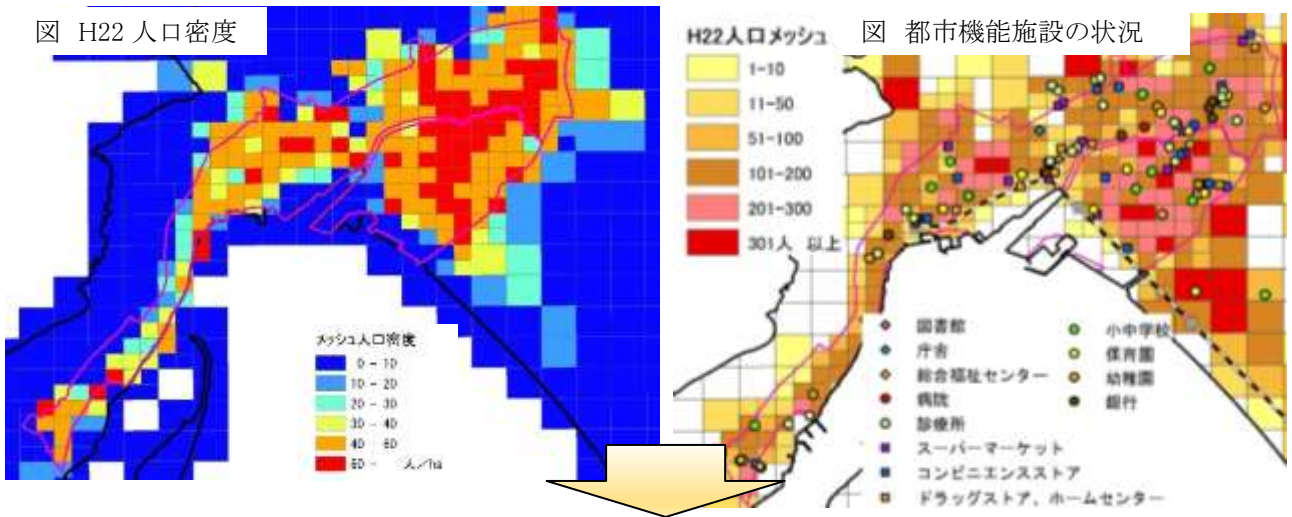 図 H22 人口密度
メッシュ人口密度
0 - 10
10 - 20
20 - 30
30 - 40
40 - 60
60 - 人/ha
図 都市機能施設の状況
H22人口メッシュ
1-10
11-50
51-100
101-200
201-300
301人 以上
図書館
庁舎
総合福祉センター
病院
診療所
スーパーマーケット
コンビニエンスストア
ドラッグストア、ホームセンター
小中学校
保育園
幼稚園
銀行